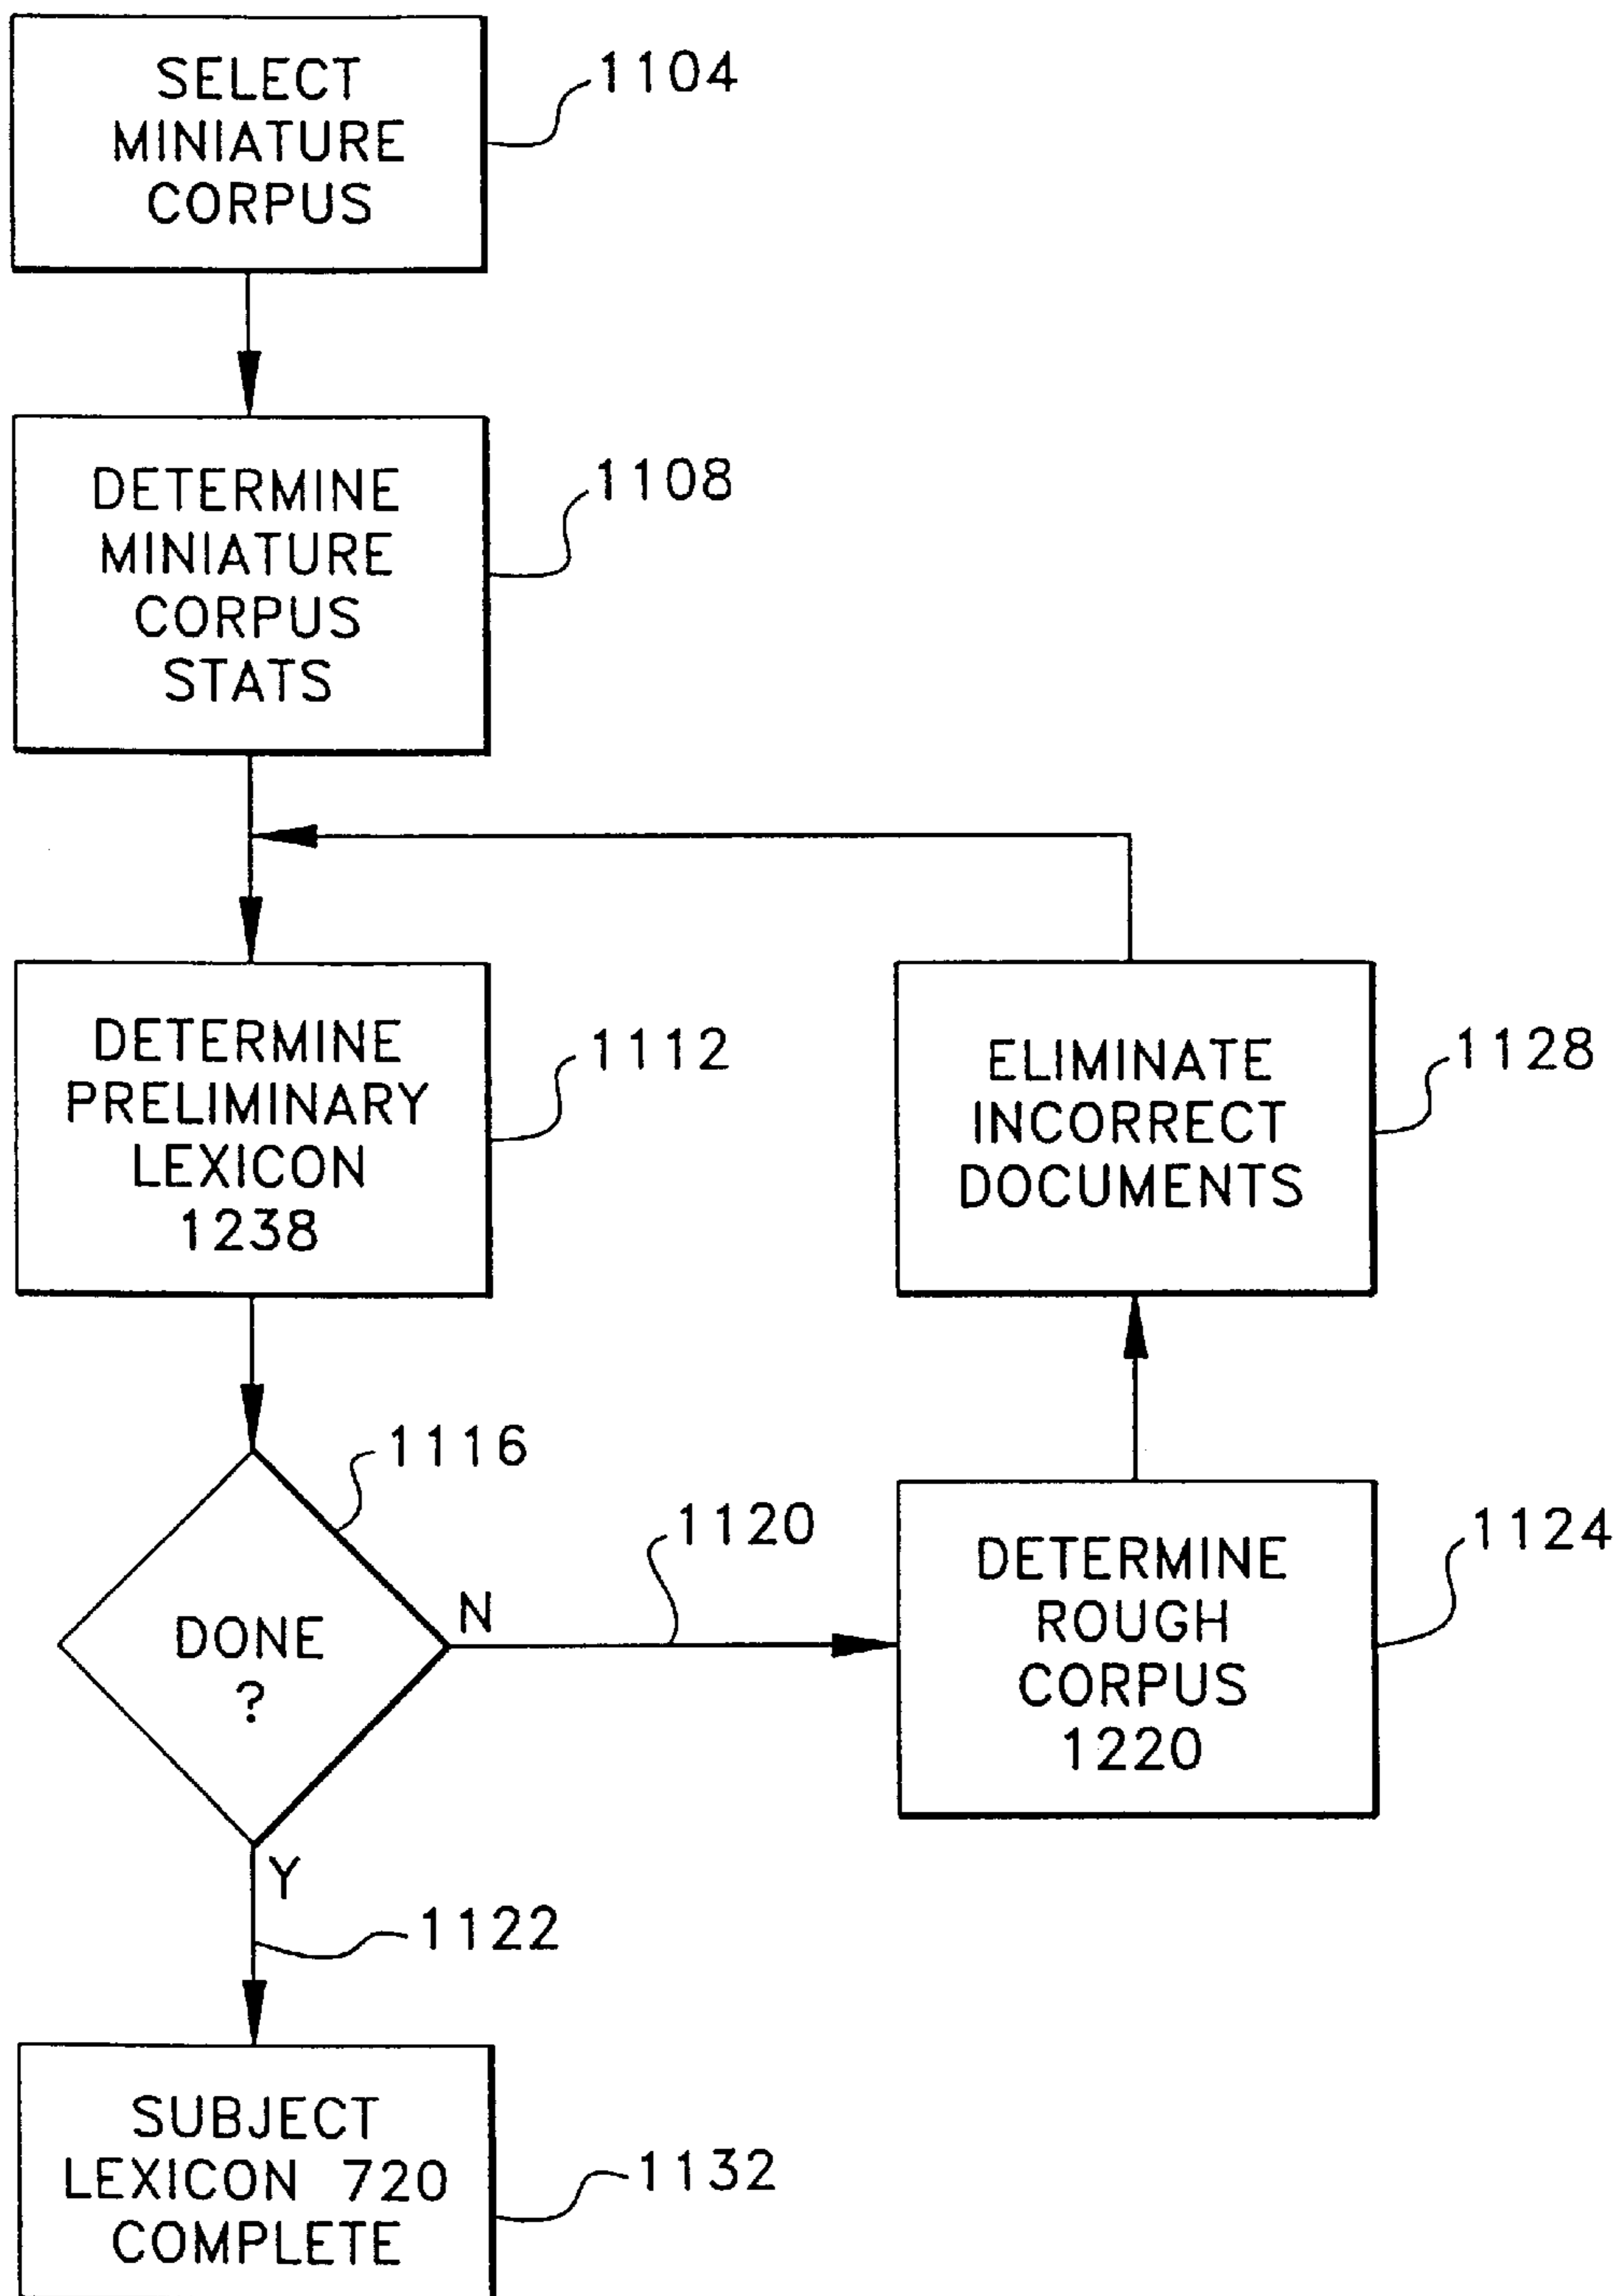 SELECT
MINIATURE
CORPUS
1104
DETERMINE
MINIATURE
CORPUS
STATS
1108
DETERMINE
PRELIMINARY
LEXICON
1238
1112
ELIMINATE
INCORRECT
DOCUMENTS
1128
DONE
?
1116
N
1120
DETERMINE
ROUGH
CORPUS
1220
1124
Y
1122
SUBJECT
LEXICON 720
COMPLETE
1132